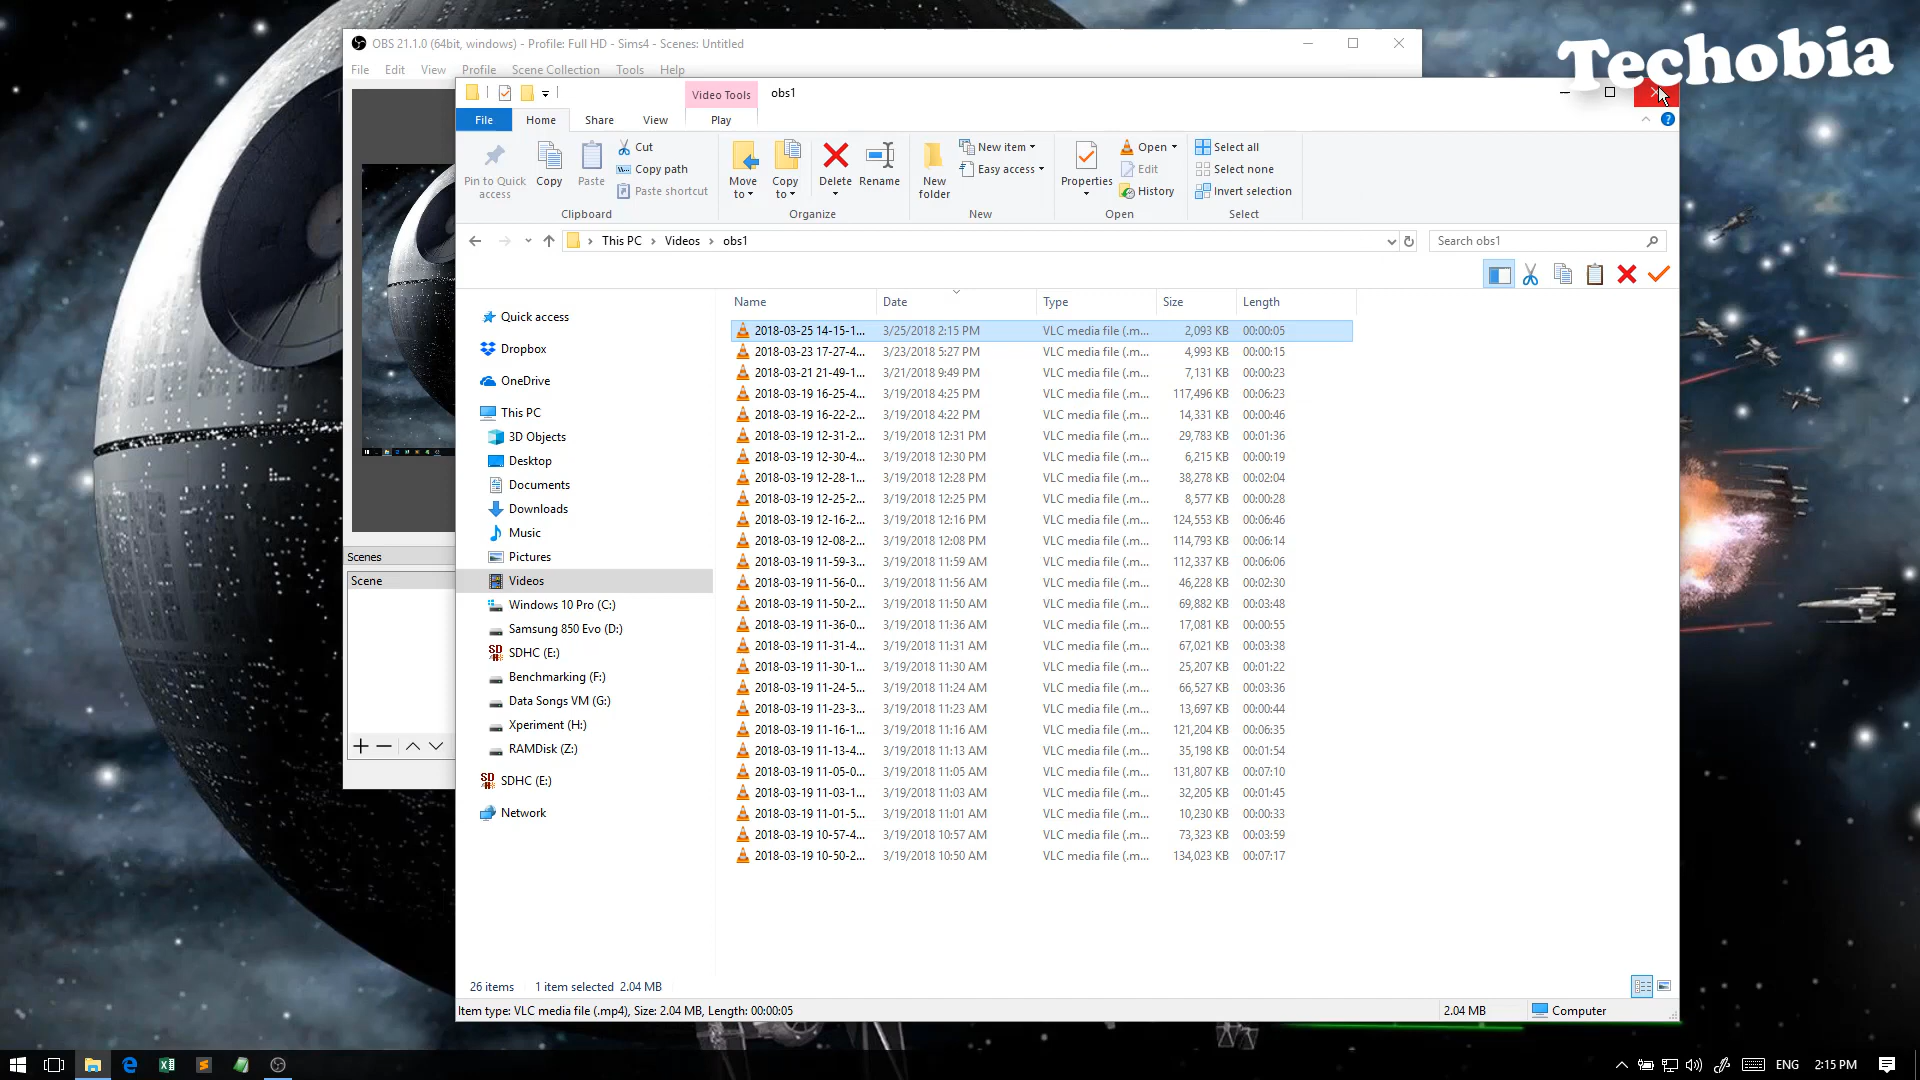 OBS 21.1.0 (64bit, windows) - Profile: Full HD - Sims4 - Scenes: Untitled
Techobia
File Edit View Profile Scene Collection Tools Help
Video Tools obs1
File Home Share View Play
Pin to Quick access
Copy
Paste
Cut
Copy path
Paste shortcut
Clipboard
Move to
Copy to
Delete
Rename
Organize
New folder
New item
Easy access
New
Properties
Open
Edit
History
Open
Select all
Select none
Invert selection
Select
This PC > Videos > obs1
Search obs1
Quick access
Dropbox
OneDrive
This PC
3D Objects
Desktop
Documents
Downloads
Music
Pictures
Videos
Windows 10 Pro (C:)
Samsung 850 Evo (D:)
SDHC (E:)
Benchmarking (F:)
Data Songs VM (G:)
Xperiment (H:)
RAMDisk (Z:)
SDHC (E:)
Network
Scenes
Scene
Name Date Type Size Length
2018-03-25 14-15-1... 3/25/2018 2:15 PM VLC media file (.m... 2,093 KB 00:00:05
2018-03-23 17-27-4... 3/23/2018 5:27 PM VLC media file (.m... 4,993 KB 00:00:15
2018-03-21 21-49-1... 3/21/2018 9:49 PM VLC media file (.m... 7,131 KB 00:00:23
2018-03-19 16-25-4... 3/19/2018 4:25 PM VLC media file (.m... 117,496 KB 00:06:23
2018-03-19 16-22-2... 3/19/2018 4:22 PM VLC media file (.m... 14,331 KB 00:00:46
2018-03-19 12-31-2... 3/19/2018 12:31 PM VLC media file (.m... 29,783 KB 00:01:36
2018-03-19 12-30-4... 3/19/2018 12:30 PM VLC media file (.m... 6,215 KB 00:00:19
2018-03-19 12-28-1... 3/19/2018 12:28 PM VLC media file (.m... 38,278 KB 00:02:04
2018-03-19 12-25-2... 3/19/2018 12:25 PM VLC media file (.m... 8,577 KB 00:00:28
2018-03-19 12-16-2... 3/19/2018 12:16 PM VLC media file (.m... 124,553 KB 00:06:46
2018-03-19 12-08-2... 3/19/2018 12:08 PM VLC media file (.m... 114,793 KB 00:06:14
2018-03-19 11-59-3... 3/19/2018 11:59 AM VLC media file (.m... 112,337 KB 00:06:06
2018-03-19 11-56-0... 3/19/2018 11:56 AM VLC media file (.m... 46,228 KB 00:02:30
2018-03-19 11-50-2... 3/19/2018 11:50 AM VLC media file (.m... 69,882 KB 00:03:48
2018-03-19 11-36-0... 3/19/2018 11:36 AM VLC media file (.m... 17,081 KB 00:00:55
2018-03-19 11-31-4... 3/19/2018 11:31 AM VLC media file (.m... 67,021 KB 00:03:38
2018-03-19 11-30-1... 3/19/2018 11:30 AM VLC media file (.m... 25,207 KB 00:01:22
2018-03-19 11-24-5... 3/19/2018 11:24 AM VLC media file (.m... 66,527 KB 00:03:36
2018-03-19 11-23-3... 3/19/2018 11:23 AM VLC media file (.m... 13,697 KB 00:00:44
2018-03-19 11-16-1... 3/19/2018 11:16 AM VLC media file (.m... 121,204 KB 00:06:35
2018-03-19 11-13-4... 3/19/2018 11:13 AM VLC media file (.m... 35,198 KB 00:01:54
2018-03-19 11-05-0... 3/19/2018 11:05 AM VLC media file (.m... 131,807 KB 00:07:10
2018-03-19 11-03-1... 3/19/2018 11:03 AM VLC media file (.m... 32,205 KB 00:01:45
2018-03-19 11-01-5... 3/19/2018 11:01 AM VLC media file (.m... 10,230 KB 00:00:33
2018-03-19 10-57-4... 3/19/2018 10:57 AM VLC media file (.m... 73,323 KB 00:03:59
2018-03-19 10-50-2... 3/19/2018 10:50 AM VLC media file (.m... 134,023 KB 00:07:17
26 items 1 item selected 2.04 MB
Item type: VLC media file (.mp4), Size: 2.04 MB, Length: 00:00:05 2.04 MB Computer
ENG 2:15 PM